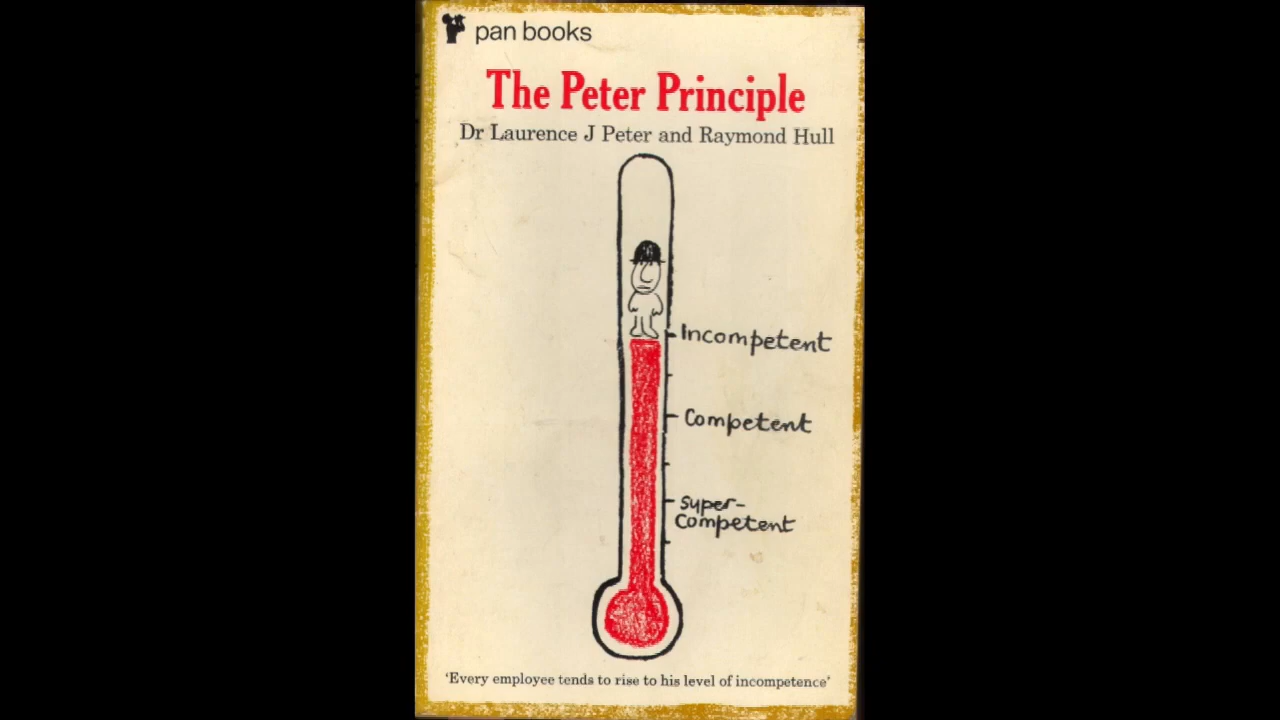 pan books
The Peter Principle
Dr Laurence J Peter and Raymond Hull
Incompetent
Competent
Super-
Competent
'Every employee tends to rise to his level of incompetence'